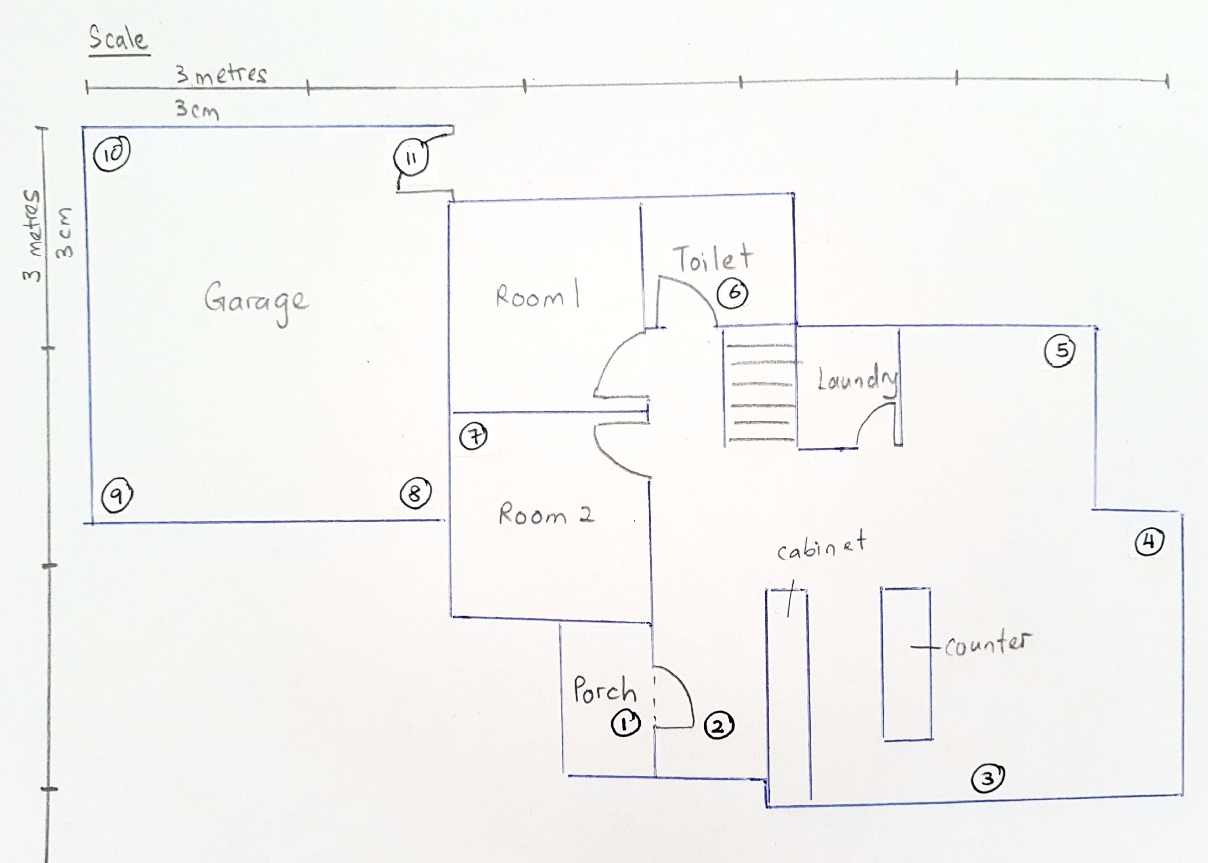 Scale
3 metres
3cm
3 metres
3 cm
10
11
Garage
Room 1
Toilet
6
5
Laundry
7
9
8
Room 2
4
cabinet
counter
Porch
1
2
3